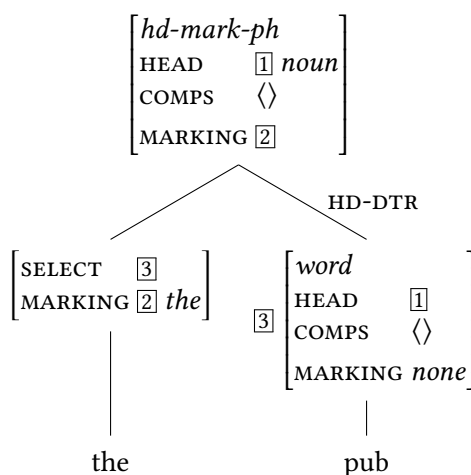 hd-mark-ph
HEAD 1 noun
COMPS ⟨⟩
MARKING 2
HD-DTR
SELECT 3
MARKING 2 the
3
word
HEAD 1
COMPS ⟨⟩
MARKING none
the pub